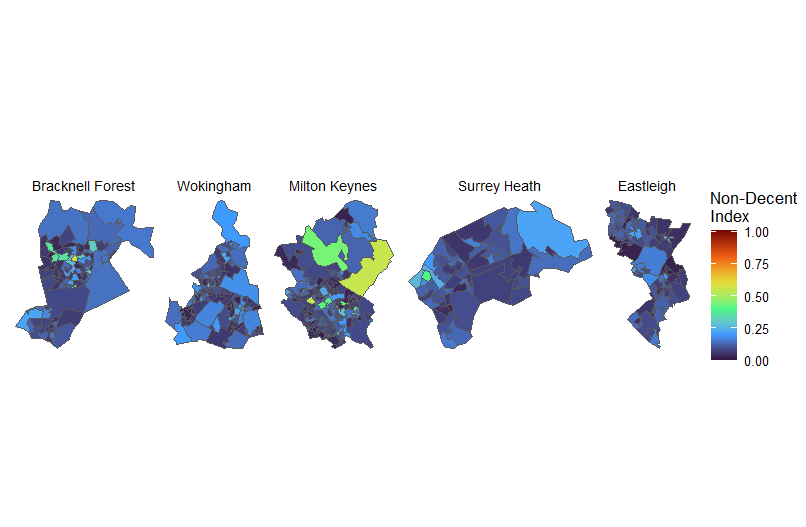 Bracknell Forest
Wokingham
Milton Keynes
Surrey Heath
Eastleigh
Non-Decent
Index
1.00
0.75
0.50
0.25
0.00